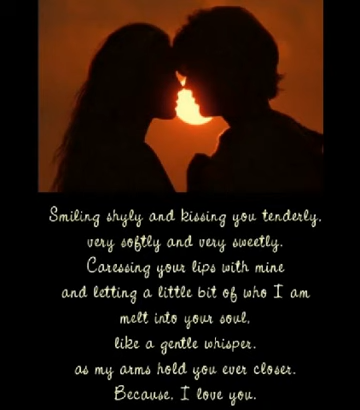 Smiling shyly and kissing you tenderly,
very softly and very sweetly.
Caressing your lips with mine
and letting a little bit of who I am
melt into your soul,
like a gentle whisper.
as my arms hold you ever closer.
Because, I love you.